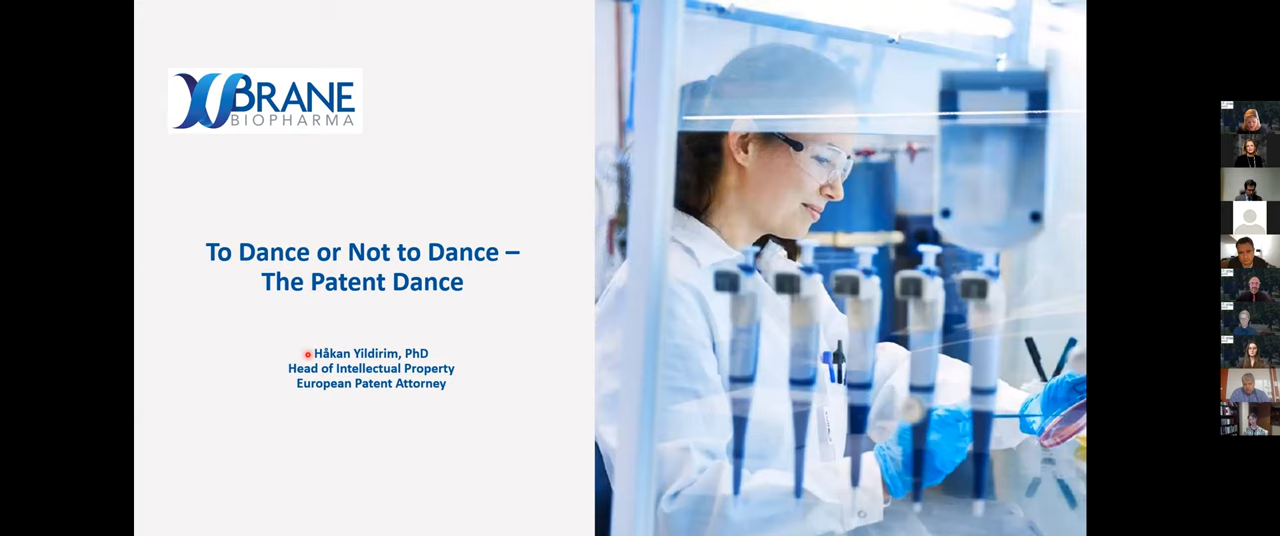 XBRANE
BIOPHARMA
To Dance or Not to Dance –
The Patent Dance
Håkan Yildirim, PhD
Head of Intellectual Property
European Patent Attorney